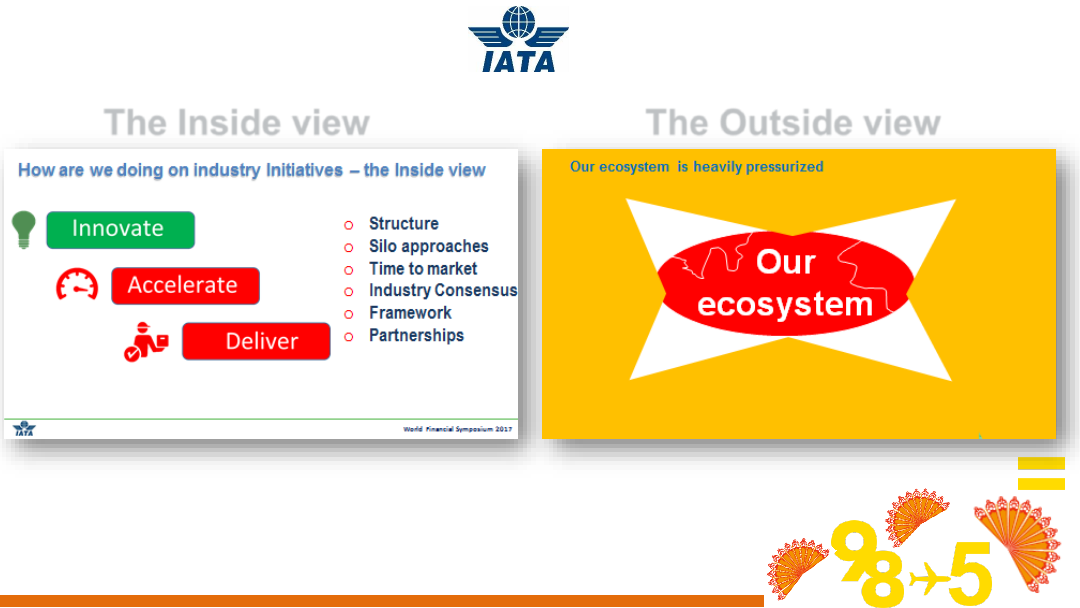 IATA
The Inside view
The Outside view
How are we doing on industry Initiatives – the Inside view
Innovate
Accelerate
Deliver
Structure
Silo approaches
Time to market
Industry Consensus
Framework
Partnerships
IATA
World Financial Symposium 2017
Our ecosystem is heavily pressurized
Our
ecosystem
98
5